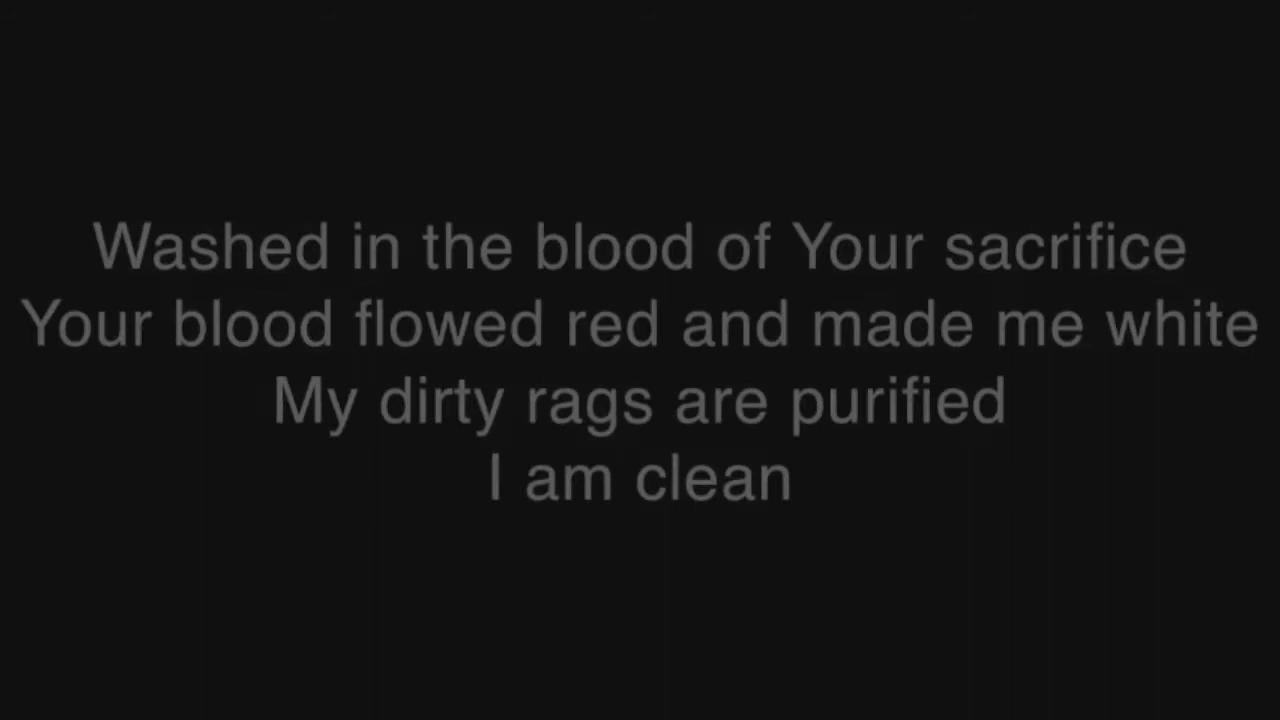 Washed in the blood of Your sacrifice
Your blood flowed red and made me white
My dirty rags are purified
I am clean